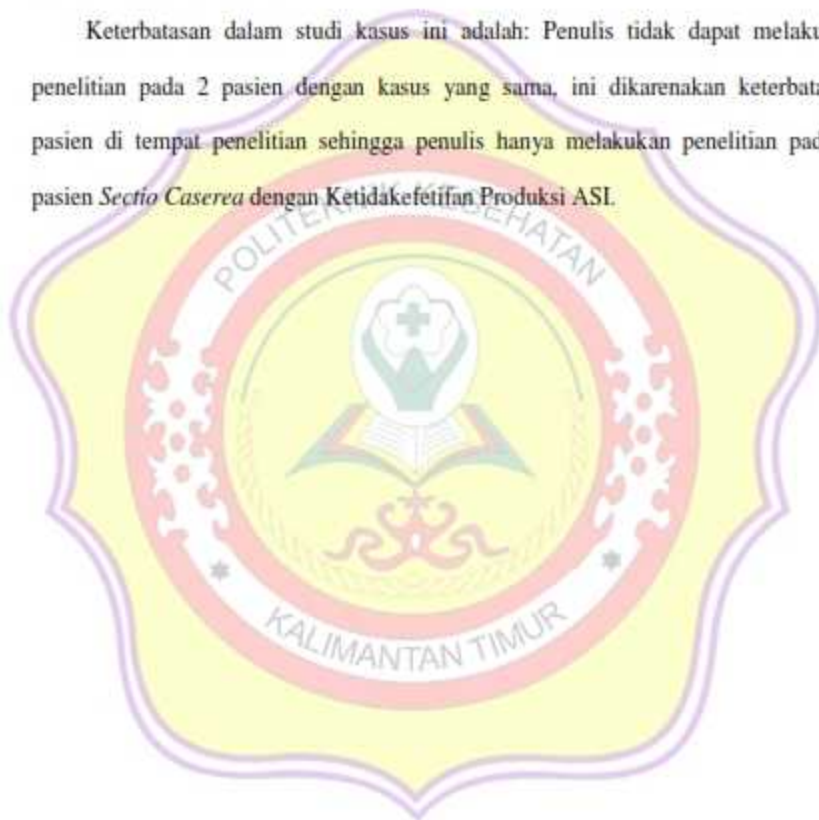 Keterbatasan dalam studi kasus ini adalah: Penulis tidak dapat melaku
penelitian pada 2 pasien dengan kasus yang sama, ini dikarenakan keterbata
pasien di tempat penelitian sehingga penulis hanya melakukan penelitian pad
pasien Sectio Caserea dengan Ketidakefetifan Produksi ASI.
POLITEKNIK KESEHATAN
KALIMANTAN TIMUR